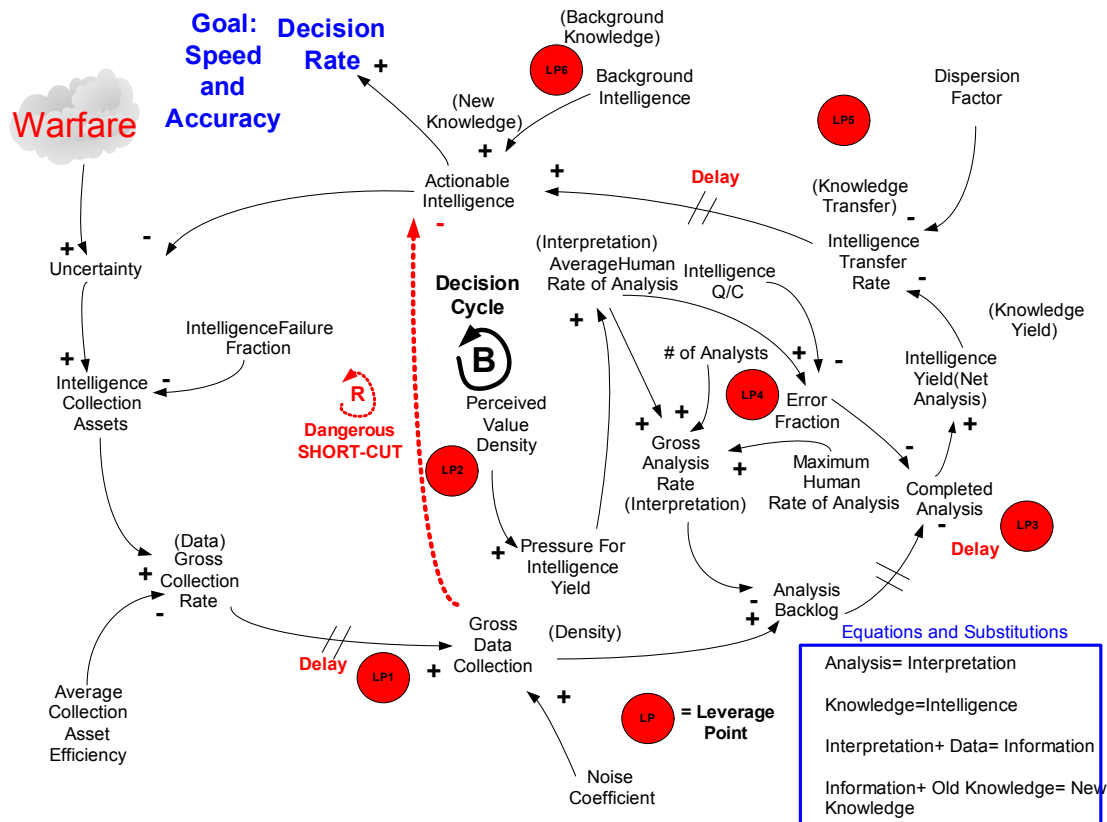 Goal:
Speed
and
Accuracy
Decision
Rate
+
(Background
Knowledge)
LP6
Background
Intelligence
Dispersion
Factor
LP5
Warfare
(New
Knowledge)
+
Actionable
Intelligence
+
Delay
(Knowledge
Transfer)
-
Intelligence
Transfer
Rate
-
-
+
Uncertainty
-
(Interpretation)
AverageHuman
Rate of Analysis
+
Intelligence
Q/C
Decision
Cycle
B
(Knowledge
Yield)
IntelligenceFailure
Fraction
+
-
Intelligence
Collection
Assets
R
Dangerous
SHORT-CUT
Perceived
Value
Density
LP2
# of Analysts
LP4
+
-
Error
Fraction
Intelligence
Yield(Net
Analysis)
+
+
+
Gross
Analysis
Rate
(Interpretation)
+
Maximum
Human
Rate of Analysis
-
Completed
Analysis
-
Delay
LP3
(Data)
Gross
Collection
Rate
+
-
+
Pressure For
Intelligence
Yield
-
+
Analysis
Backlog
Delay
LP1
+
Gross
Data
Collection
(Density)
+
Average
Collection
Asset
Efficiency
LP
= Leverage
Point
Noise
Coefficient
Equations and Substitutions
Analysis= Interpretation
Knowledge=Intelligence
Interpretation+ Data= Information
Information+ Old Knowledge= New
Knowledge